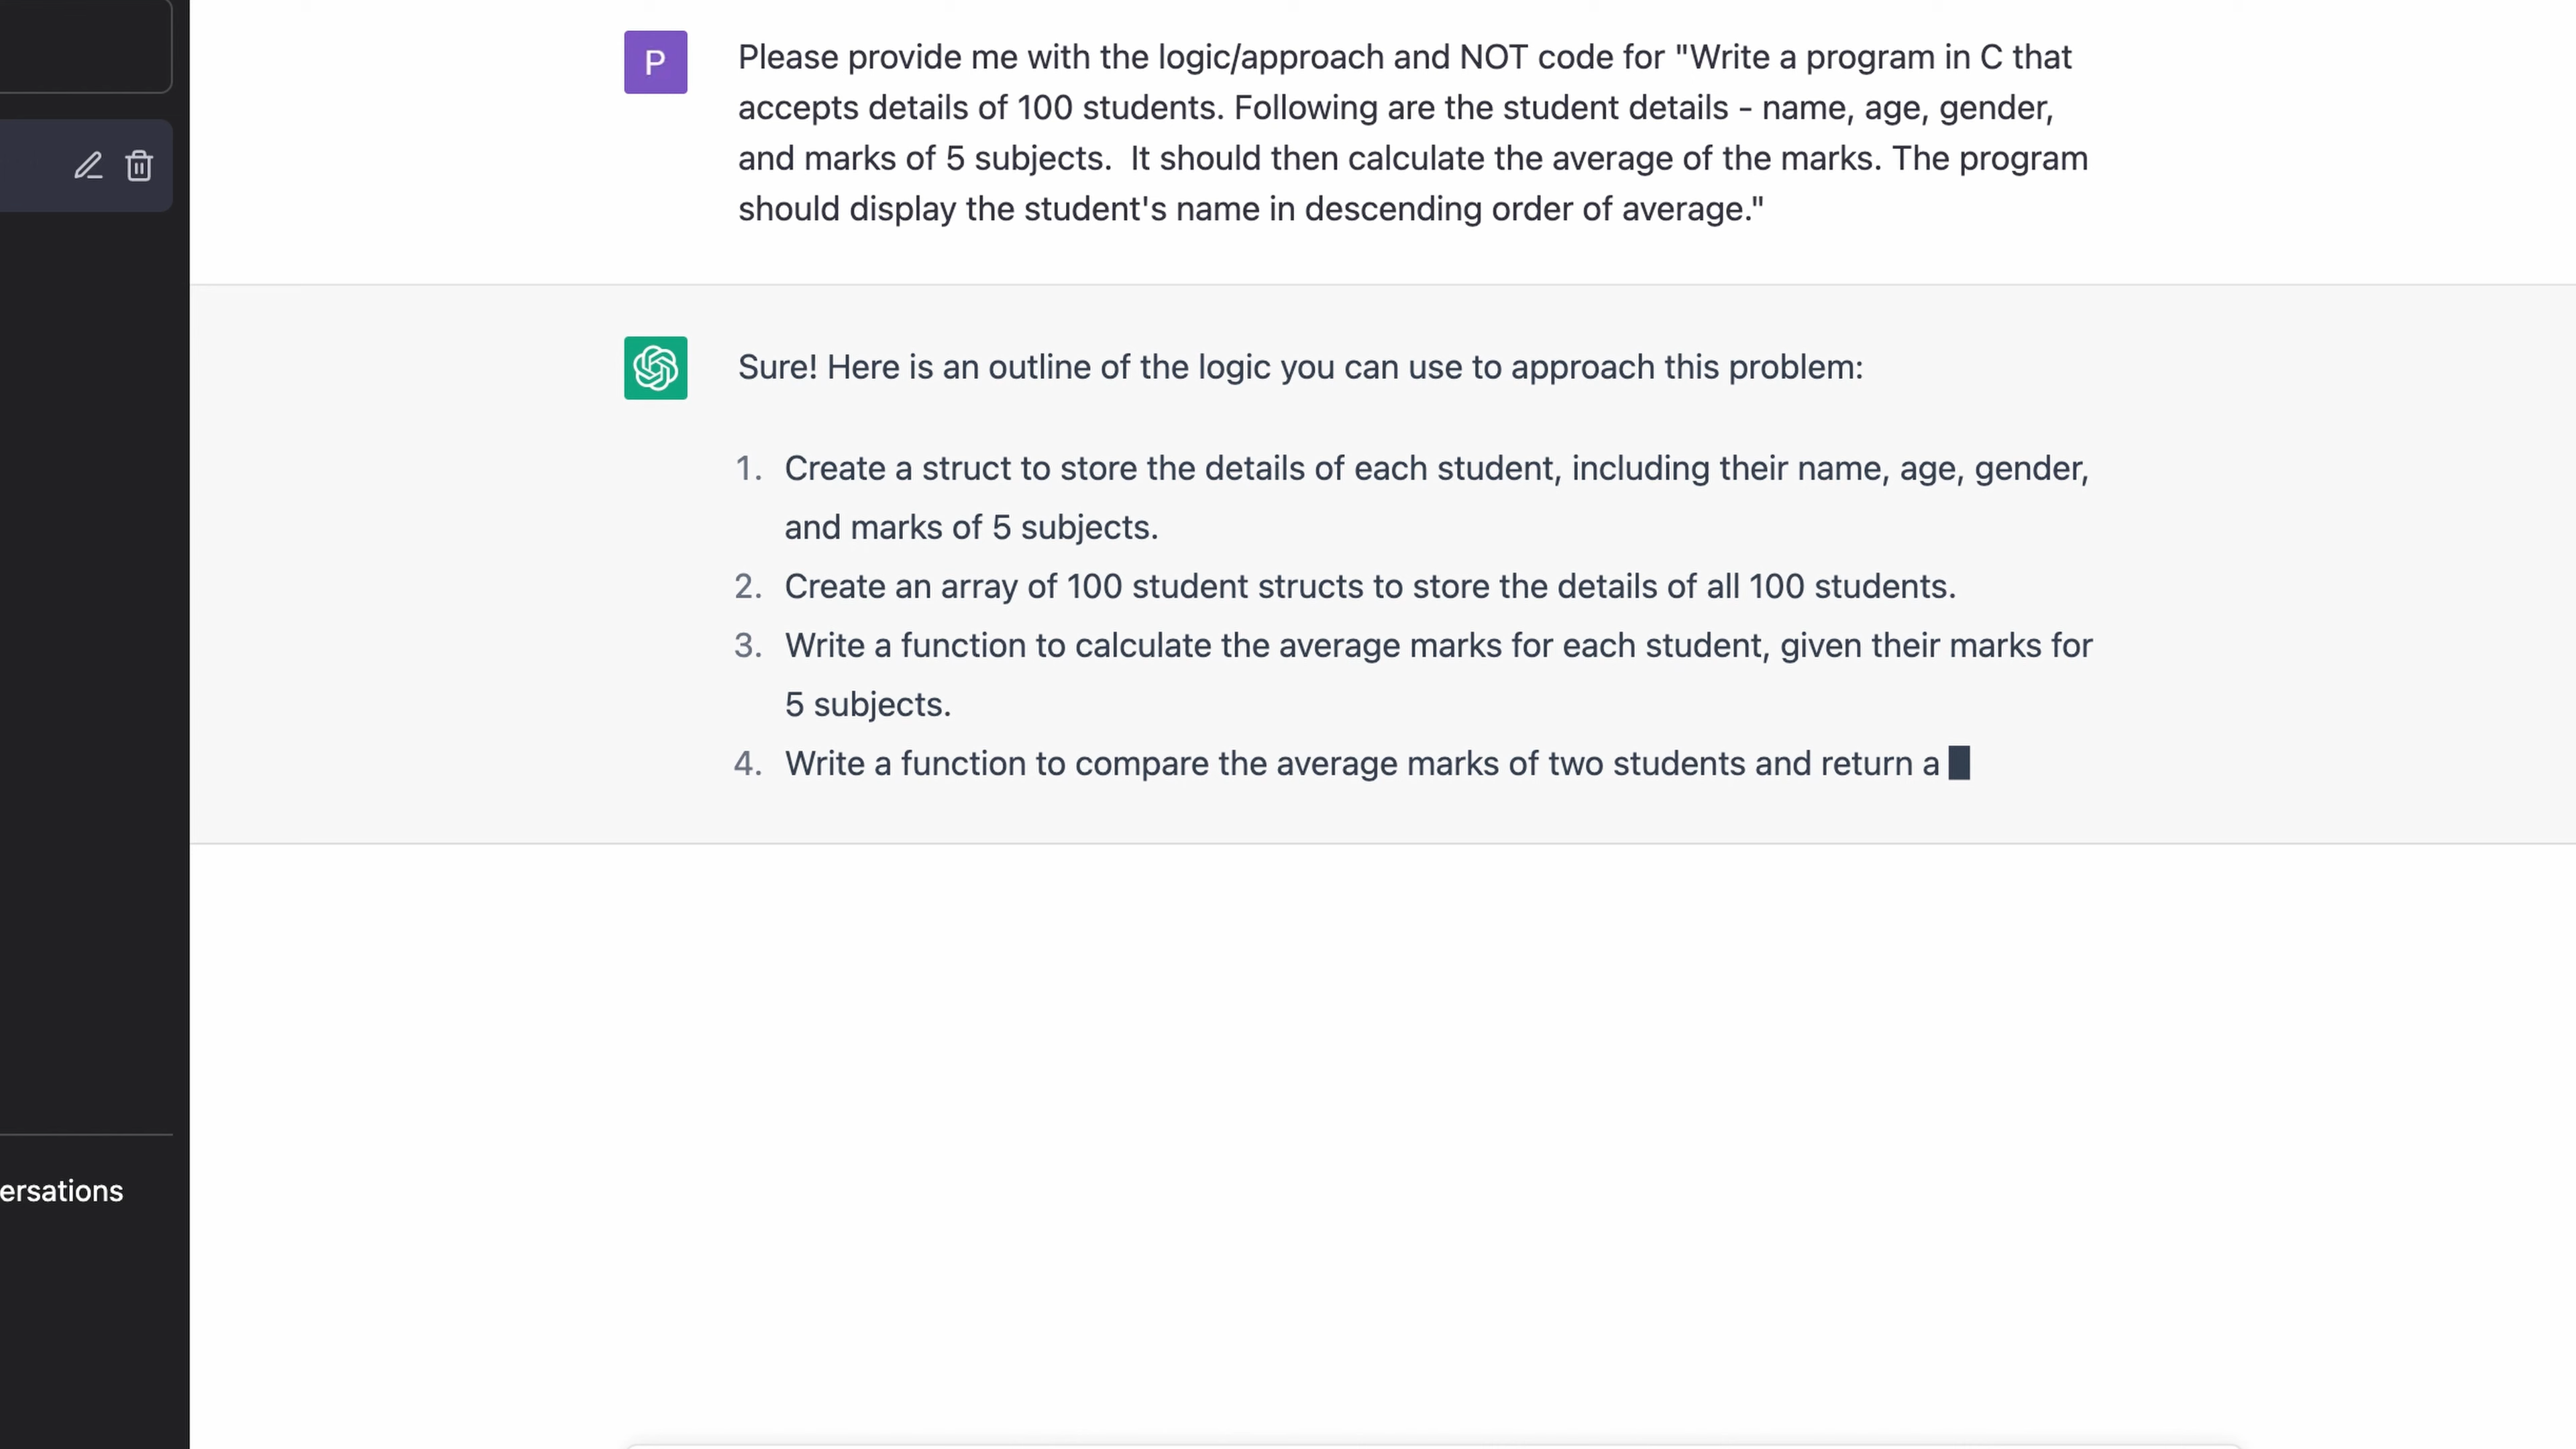 P
Please provide me with the logic/approach and NOT code for "Write a program in C that
accepts details of 100 students. Following are the student details - name, age, gender,
and marks of 5 subjects.  It should then calculate the average of the marks. The program
should display the student's name in descending order of average."
Sure! Here is an outline of the logic you can use to approach this problem:
1. Create a struct to store the details of each student, including their name, age, gender,
and marks of 5 subjects.
2. Create an array of 100 student structs to store the details of all 100 students.
3. Write a function to calculate the average marks for each student, given their marks for
5 subjects.
4. Write a function to compare the average marks of two students and return a
ersations